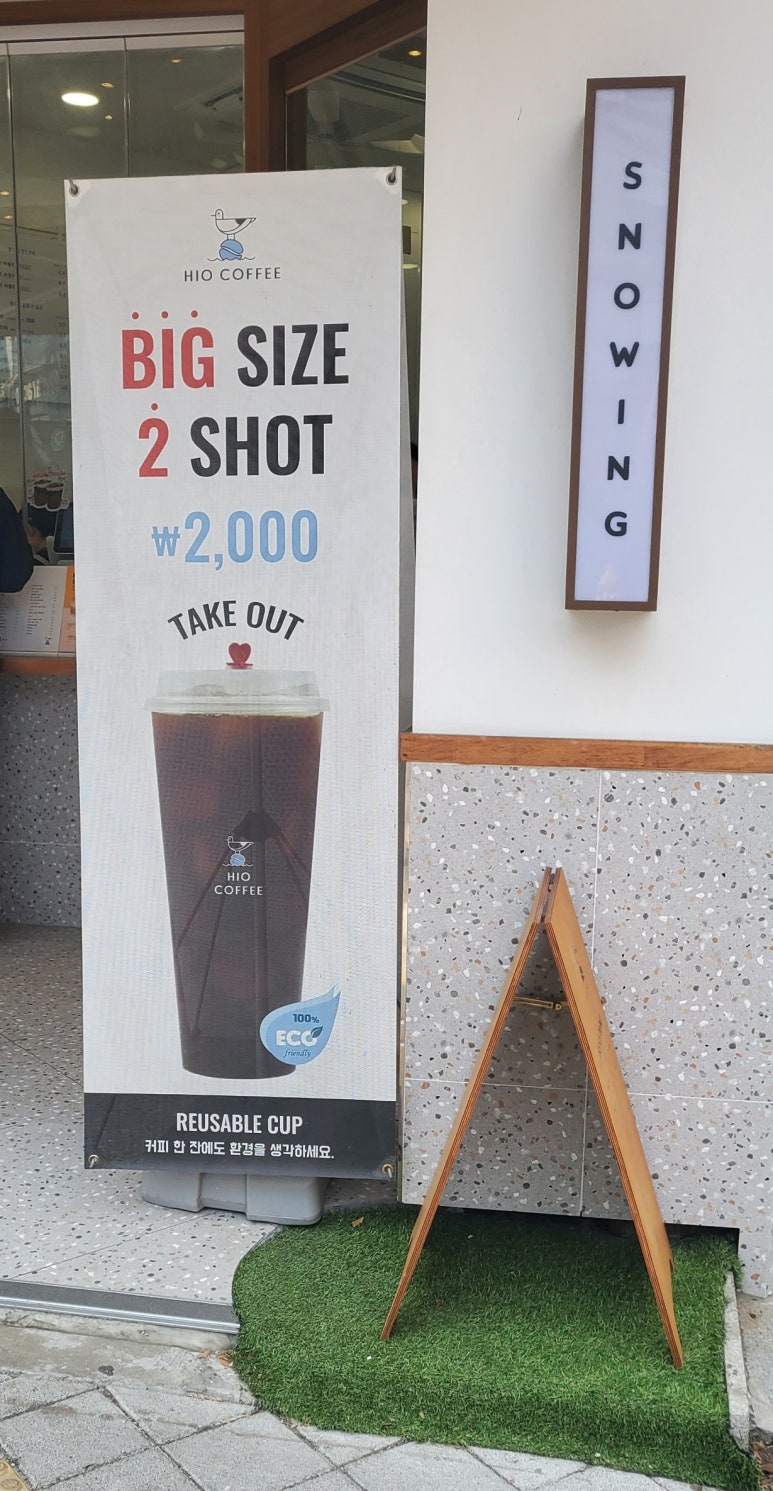 HIO COFFEE
BIG SIZE
2 SHOT
₩2,000
TAKE OUT
HIO
COFFEE
100%
ECO
friendly
REUSABLE CUP
커피 한 잔에도 환경을 생각하세요.
SNOWING